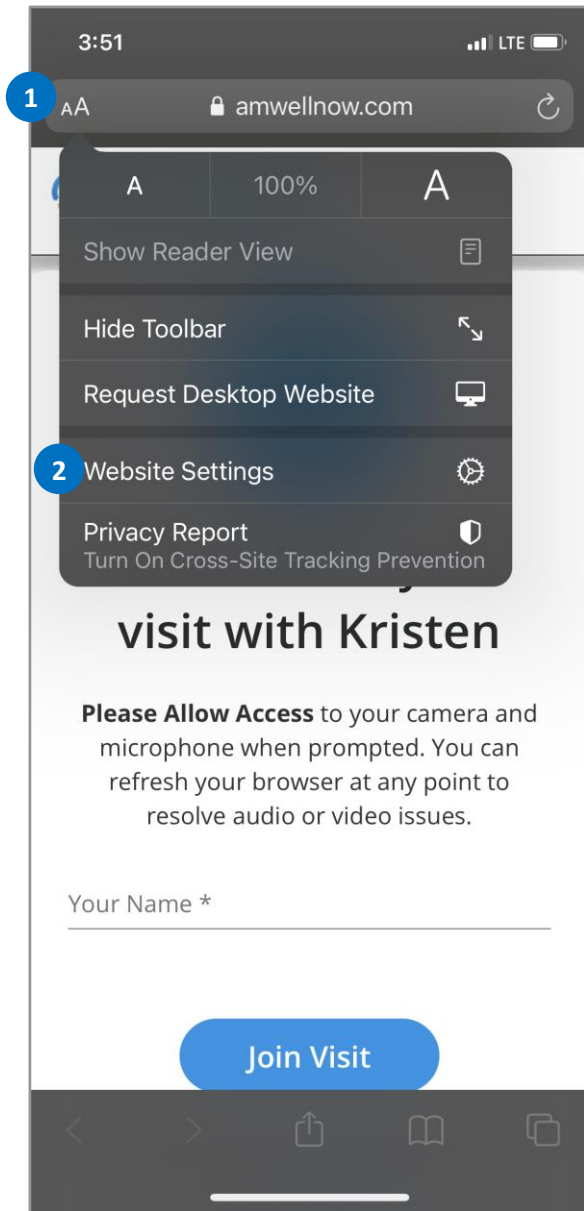 3:51 LTE
1 AA amwellnow.com
A 100% A
Show Reader View
Hide Toolbar
Request Desktop Website
2 Website Settings
Privacy Report
Turn On Cross-Site Tracking Prevention
visit with Kristen
Please Allow Access to your camera and
microphone when prompted. You can
refresh your browser at any point to
resolve audio or video issues.
Your Name *
Join Visit